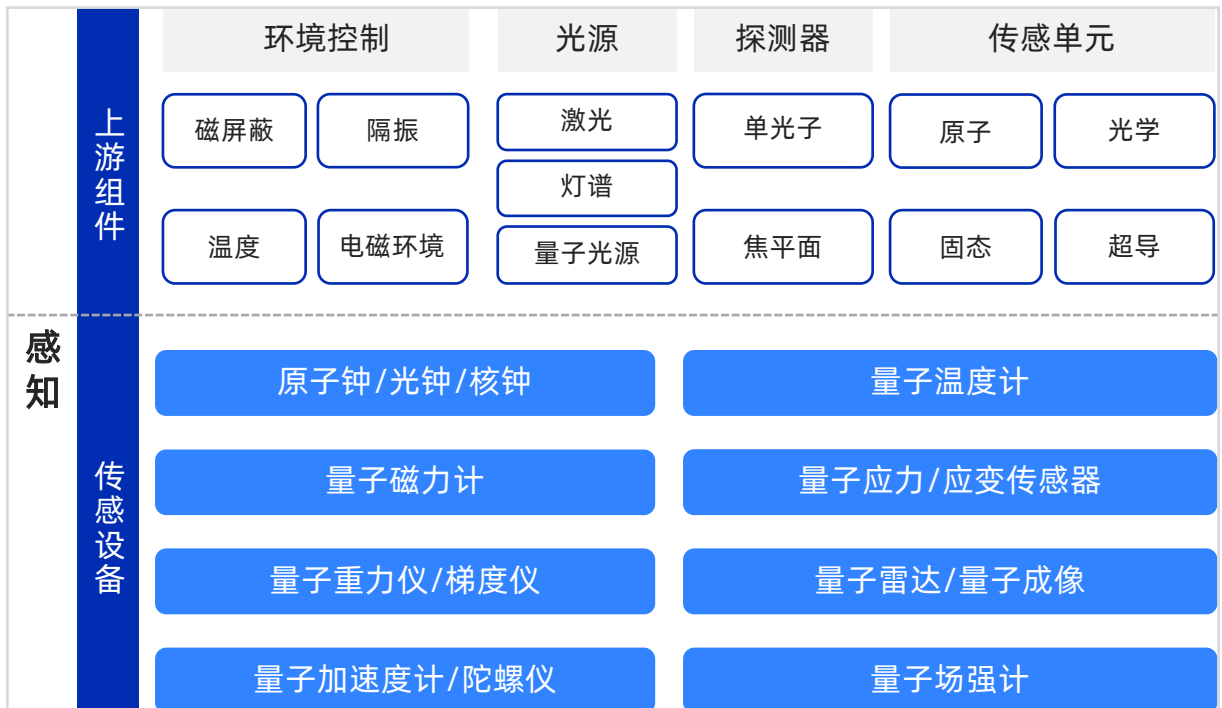 感知
上游组件
环境控制
光源
探测器
传感单元
磁屏蔽
隔振
温度
电磁环境
激光
灯谱
量子光源
单光子
焦平面
原子
光学
固态
超导
传感设备
原子钟/光钟/核钟
量子温度计
量子磁力计
量子应力/应变传感器
量子重力仪/梯度仪
量子雷达/量子成像
量子加速度计/陀螺仪
量子场强计